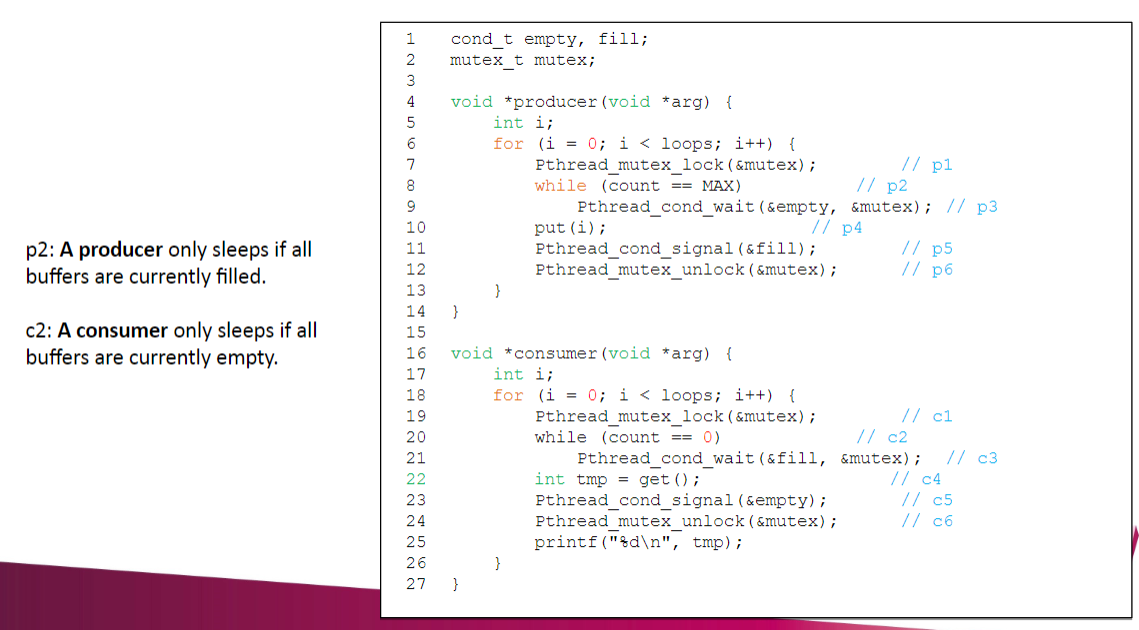 p2: A producer only sleeps if all
buffers are currently filled.
c2: A consumer only sleeps if all
buffers are currently empty.
1 cond_t empty, fill;
2 mutex_t mutex;
3
4 void *producer(void *arg) {
5 int i;
6 for (i = 0; i < loops; i++) {
7 Pthread_mutex_lock(&mutex); // p1
8 while (count == MAX) // p2
9 Pthread_cond_wait(&empty, &mutex); // p3
10 put(i); // p4
11 Pthread_cond_signal(&fill); // p5
12 Pthread_mutex_unlock(&mutex); // p6
13 }
14 }
15
16 void *consumer(void *arg) {
17 int i;
18 for (i = 0; i < loops; i++) {
19 Pthread_mutex_lock(&mutex); // c1
20 while (count == 0) // c2
21 Pthread_cond_wait(&fill, &mutex); // c3
22 int tmp = get(); // c4
23 Pthread_cond_signal(&empty); // c5
24 Pthread_mutex_unlock(&mutex); // c6
25 printf("%d\n", tmp);
26 }
27 }